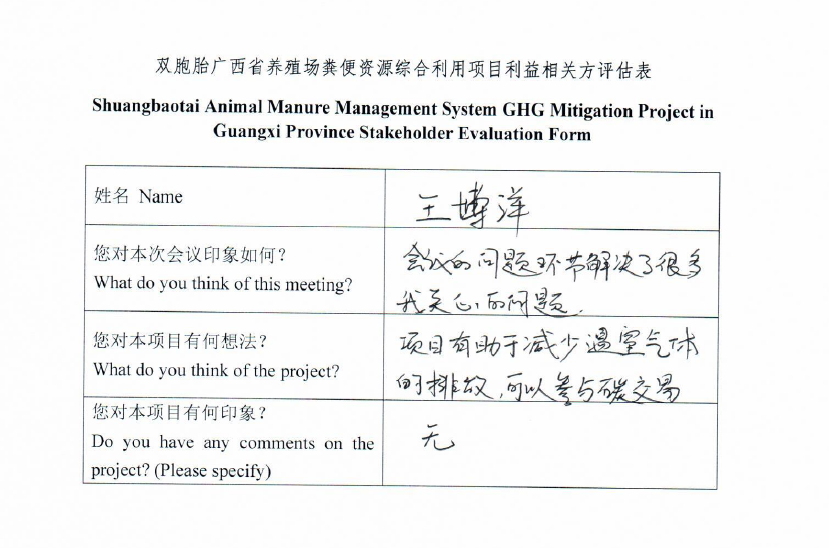 双胞胎广西省养殖场粪便资源综合利用项目利益相关方评估表
Shuangbaotai Animal Manure Management System GHG Mitigation Project in
Guangxi Province Stakeholder Evaluation Form
姓名 Name
王博洋
您对本次会议印象如何?
What do you think of this meeting?
会议的问题环节解决了很多
我关心的问题.
您对本项目有何想法?
What do you think of the project?
项目有助于减少温室气体
的排放,可以参与碳交易
您对本项目有何印象?
Do you have any comments on the
project? (Please specify)
无